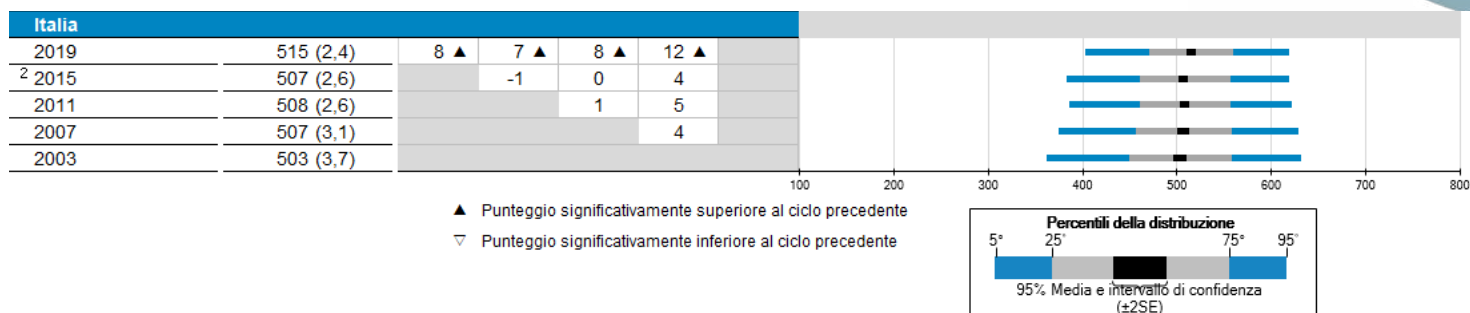 Italia
2019 515 (2,4) 8 ▲ 7 ▲ 8 ▲ 12 ▲
2 2015 507 (2,6) -1 0 4
2011 508 (2,6) 1 5
2007 507 (3,1) 4
2003 503 (3,7)
100 200 300 400 500 600 700 800
▲ Punteggio significativamente superiore al ciclo precedente
▽ Punteggio significativamente inferiore al ciclo precedente
Percentili della distribuzione
5° 25° 75° 95°
95% Media e intervallo di confidenza
(±2SE)